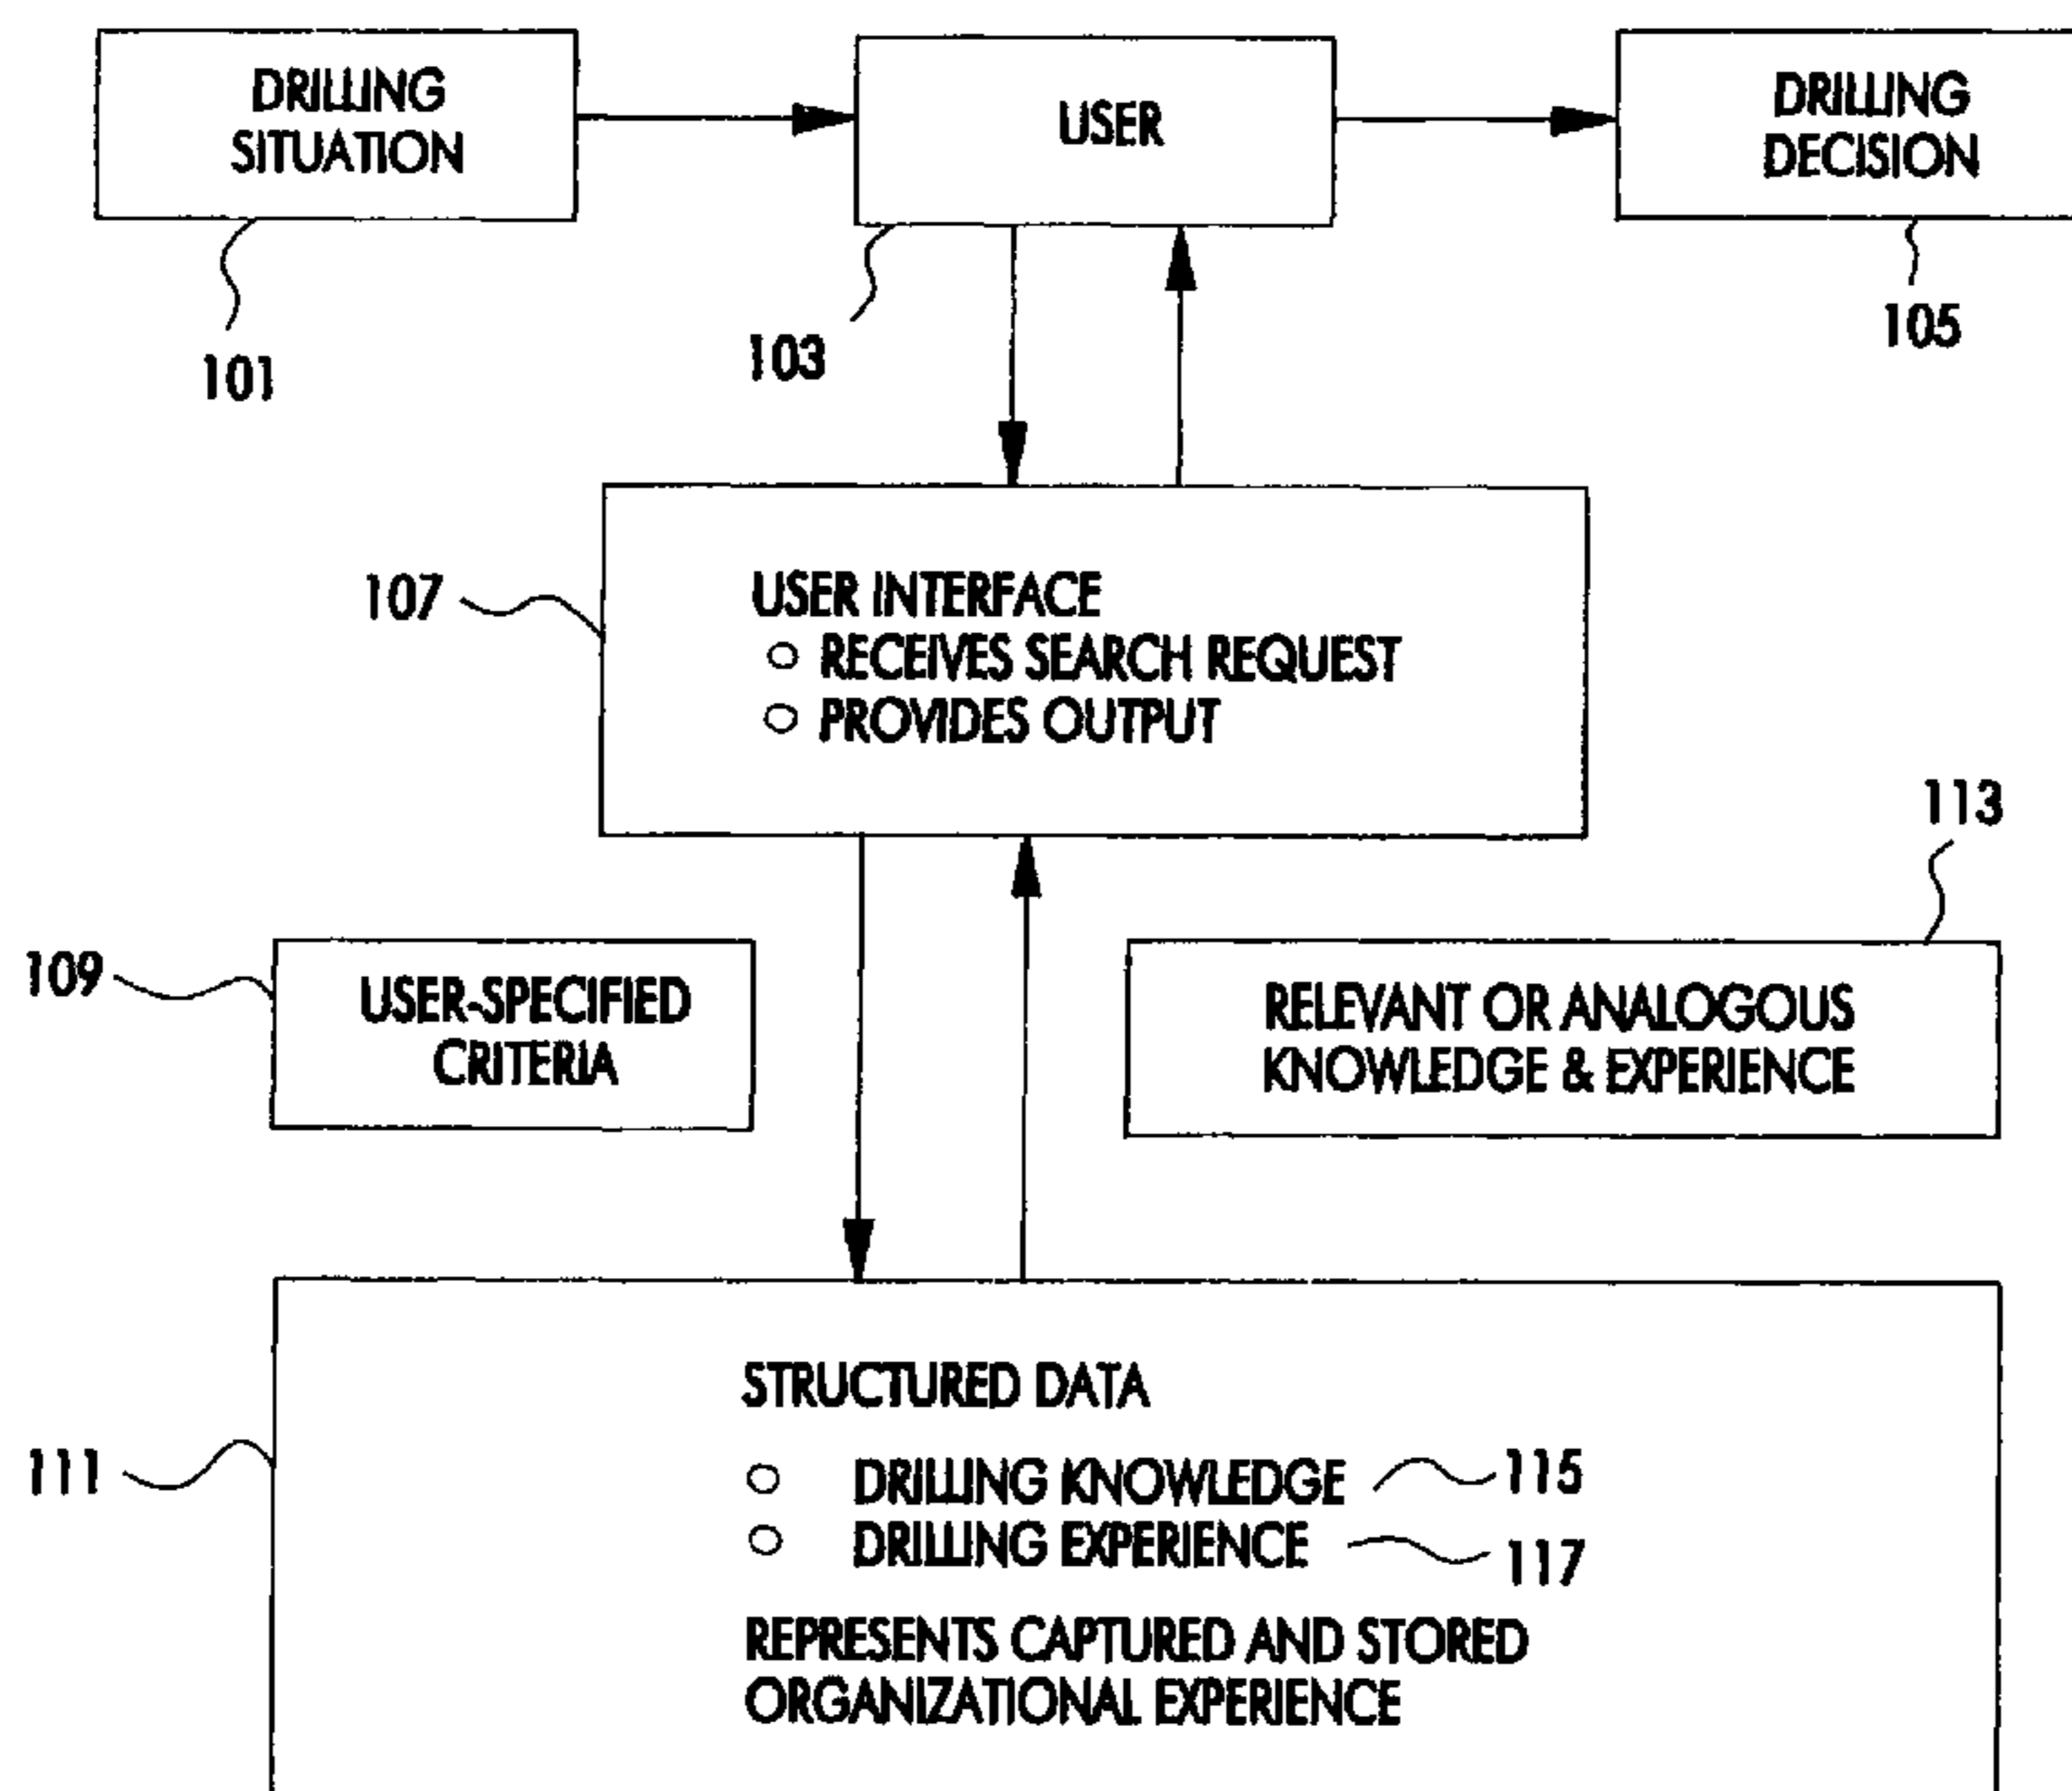 DRILLING
SITUATION
USER
DRILLING
DECISION
101
103
105
107
USER INTERFACE
○ RECEIVES SEARCH REQUEST
○ PROVIDES OUTPUT
113
109
USER-SPECIFIED
CRITERIA
RELEVANT OR ANALOGOUS
KNOWLEDGE & EXPERIENCE
111
STRUCTURED DATA
○ DRILLING KNOWLEDGE 115
○ DRILLING EXPERIENCE 117
REPRESENTS CAPTURED AND STORED
ORGANIZATIONAL EXPERIENCE